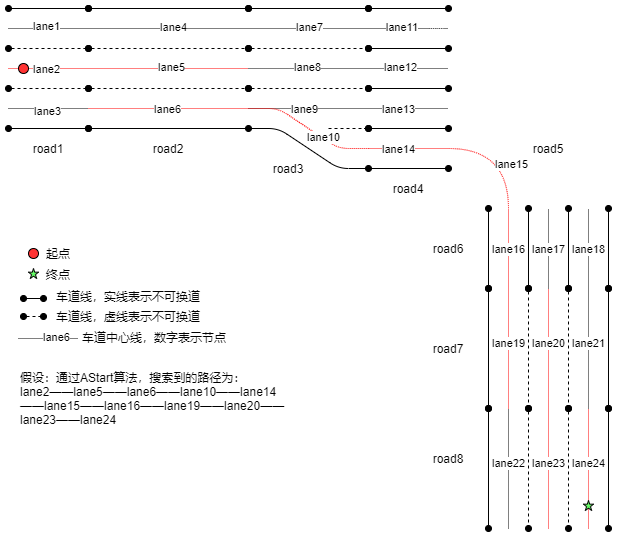 lane1 lane4 lane7 lane11
lane2 lane5 lane8 lane12
lane3 lane6 lane9 lane13
lane10
road1 road2 lane14 road5
road3 lane15
road4
road6 lane16 lane17 lane18
起点
终点
车道线，实线表示不可换道
车道线，虚线表示不可换道
lane6 车道中心线，数字表示节点
road7 lane19 lane20 lane21
假设：通过AStart算法，搜索到的路径为：
lane2——lane5——lane6——lane10——lane14
——lane15——lane16——lane19——lane20——
lane23——lane24
road8 lane22 lane23 lane24